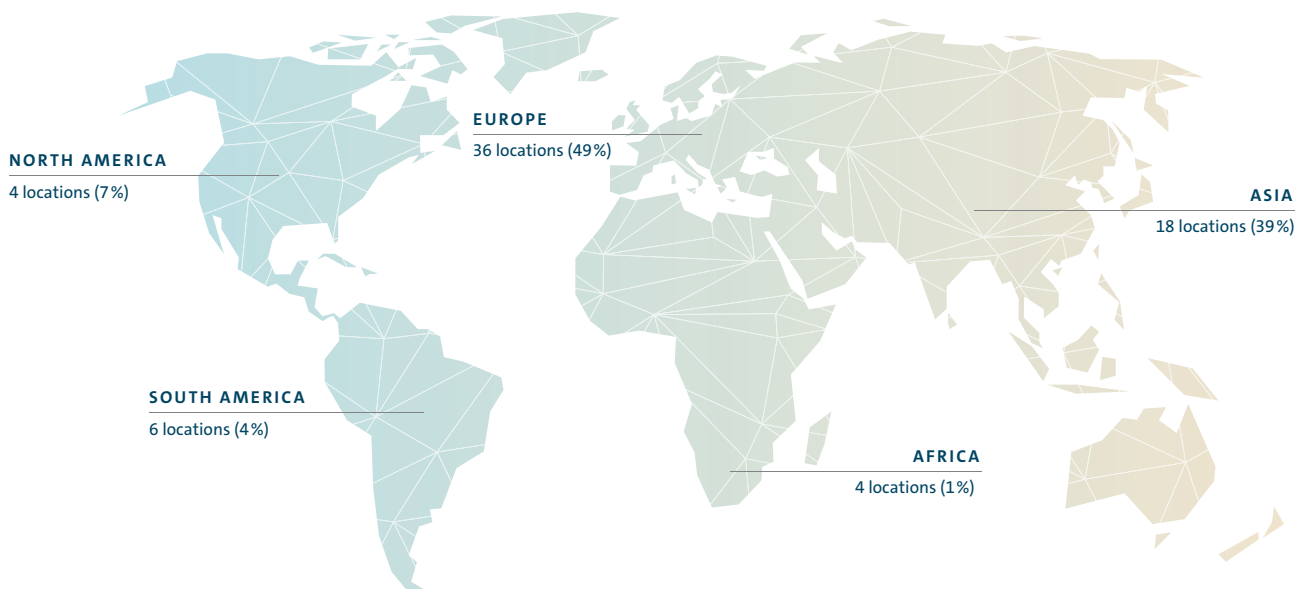 EUROPE
36 locations (49%)
NORTH AMERICA
4 locations (7%)
ASIA
18 locations (39%)
SOUTH AMERICA
6 locations (4%)
AFRICA
4 locations (1%)